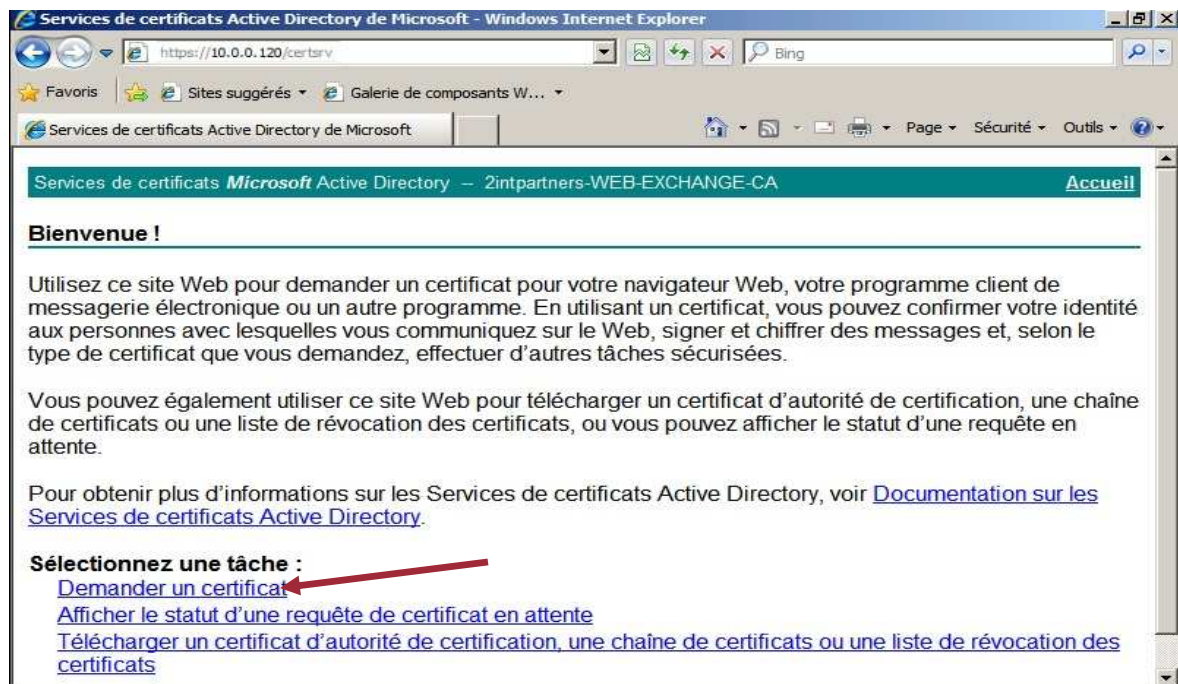 Services de certificats Active Directory de Microsoft - Windows Internet Explorer
https://10.0.0.120/certsrv
Bing
Favoris
Sites suggérés
Galerie de composants W...
Services de certificats Active Directory de Microsoft
Page
Sécurité
Outils
Services de certificats Microsoft Active Directory -- 2intpartners-WEB-EXCHANGE-CA
Accueil
Bienvenue !
Utilisez ce site Web pour demander un certificat pour votre navigateur Web, votre programme client de
messagerie électronique ou un autre programme. En utilisant un certificat, vous pouvez confirmer votre identité
aux personnes avec lesquelles vous communiquez sur le Web, signer et chiffrer des messages et, selon le
type de certificat que vous demandez, effectuer d'autres tâches sécurisées.
Vous pouvez également utiliser ce site Web pour télécharger un certificat d'autorité de certification, une chaîne
de certificats ou une liste de révocation des certificats, ou vous pouvez afficher le statut d'une requête en
attente.
Pour obtenir plus d'informations sur les Services de certificats Active Directory, voir Documentation sur les
Services de certificats Active Directory.
Sélectionnez une tâche :
Demander un certificat
Afficher le statut d'une requête de certificat en attente
Télécharger un certificat d'autorité de certification, une chaîne de certificats ou une liste de révocation des
certificats